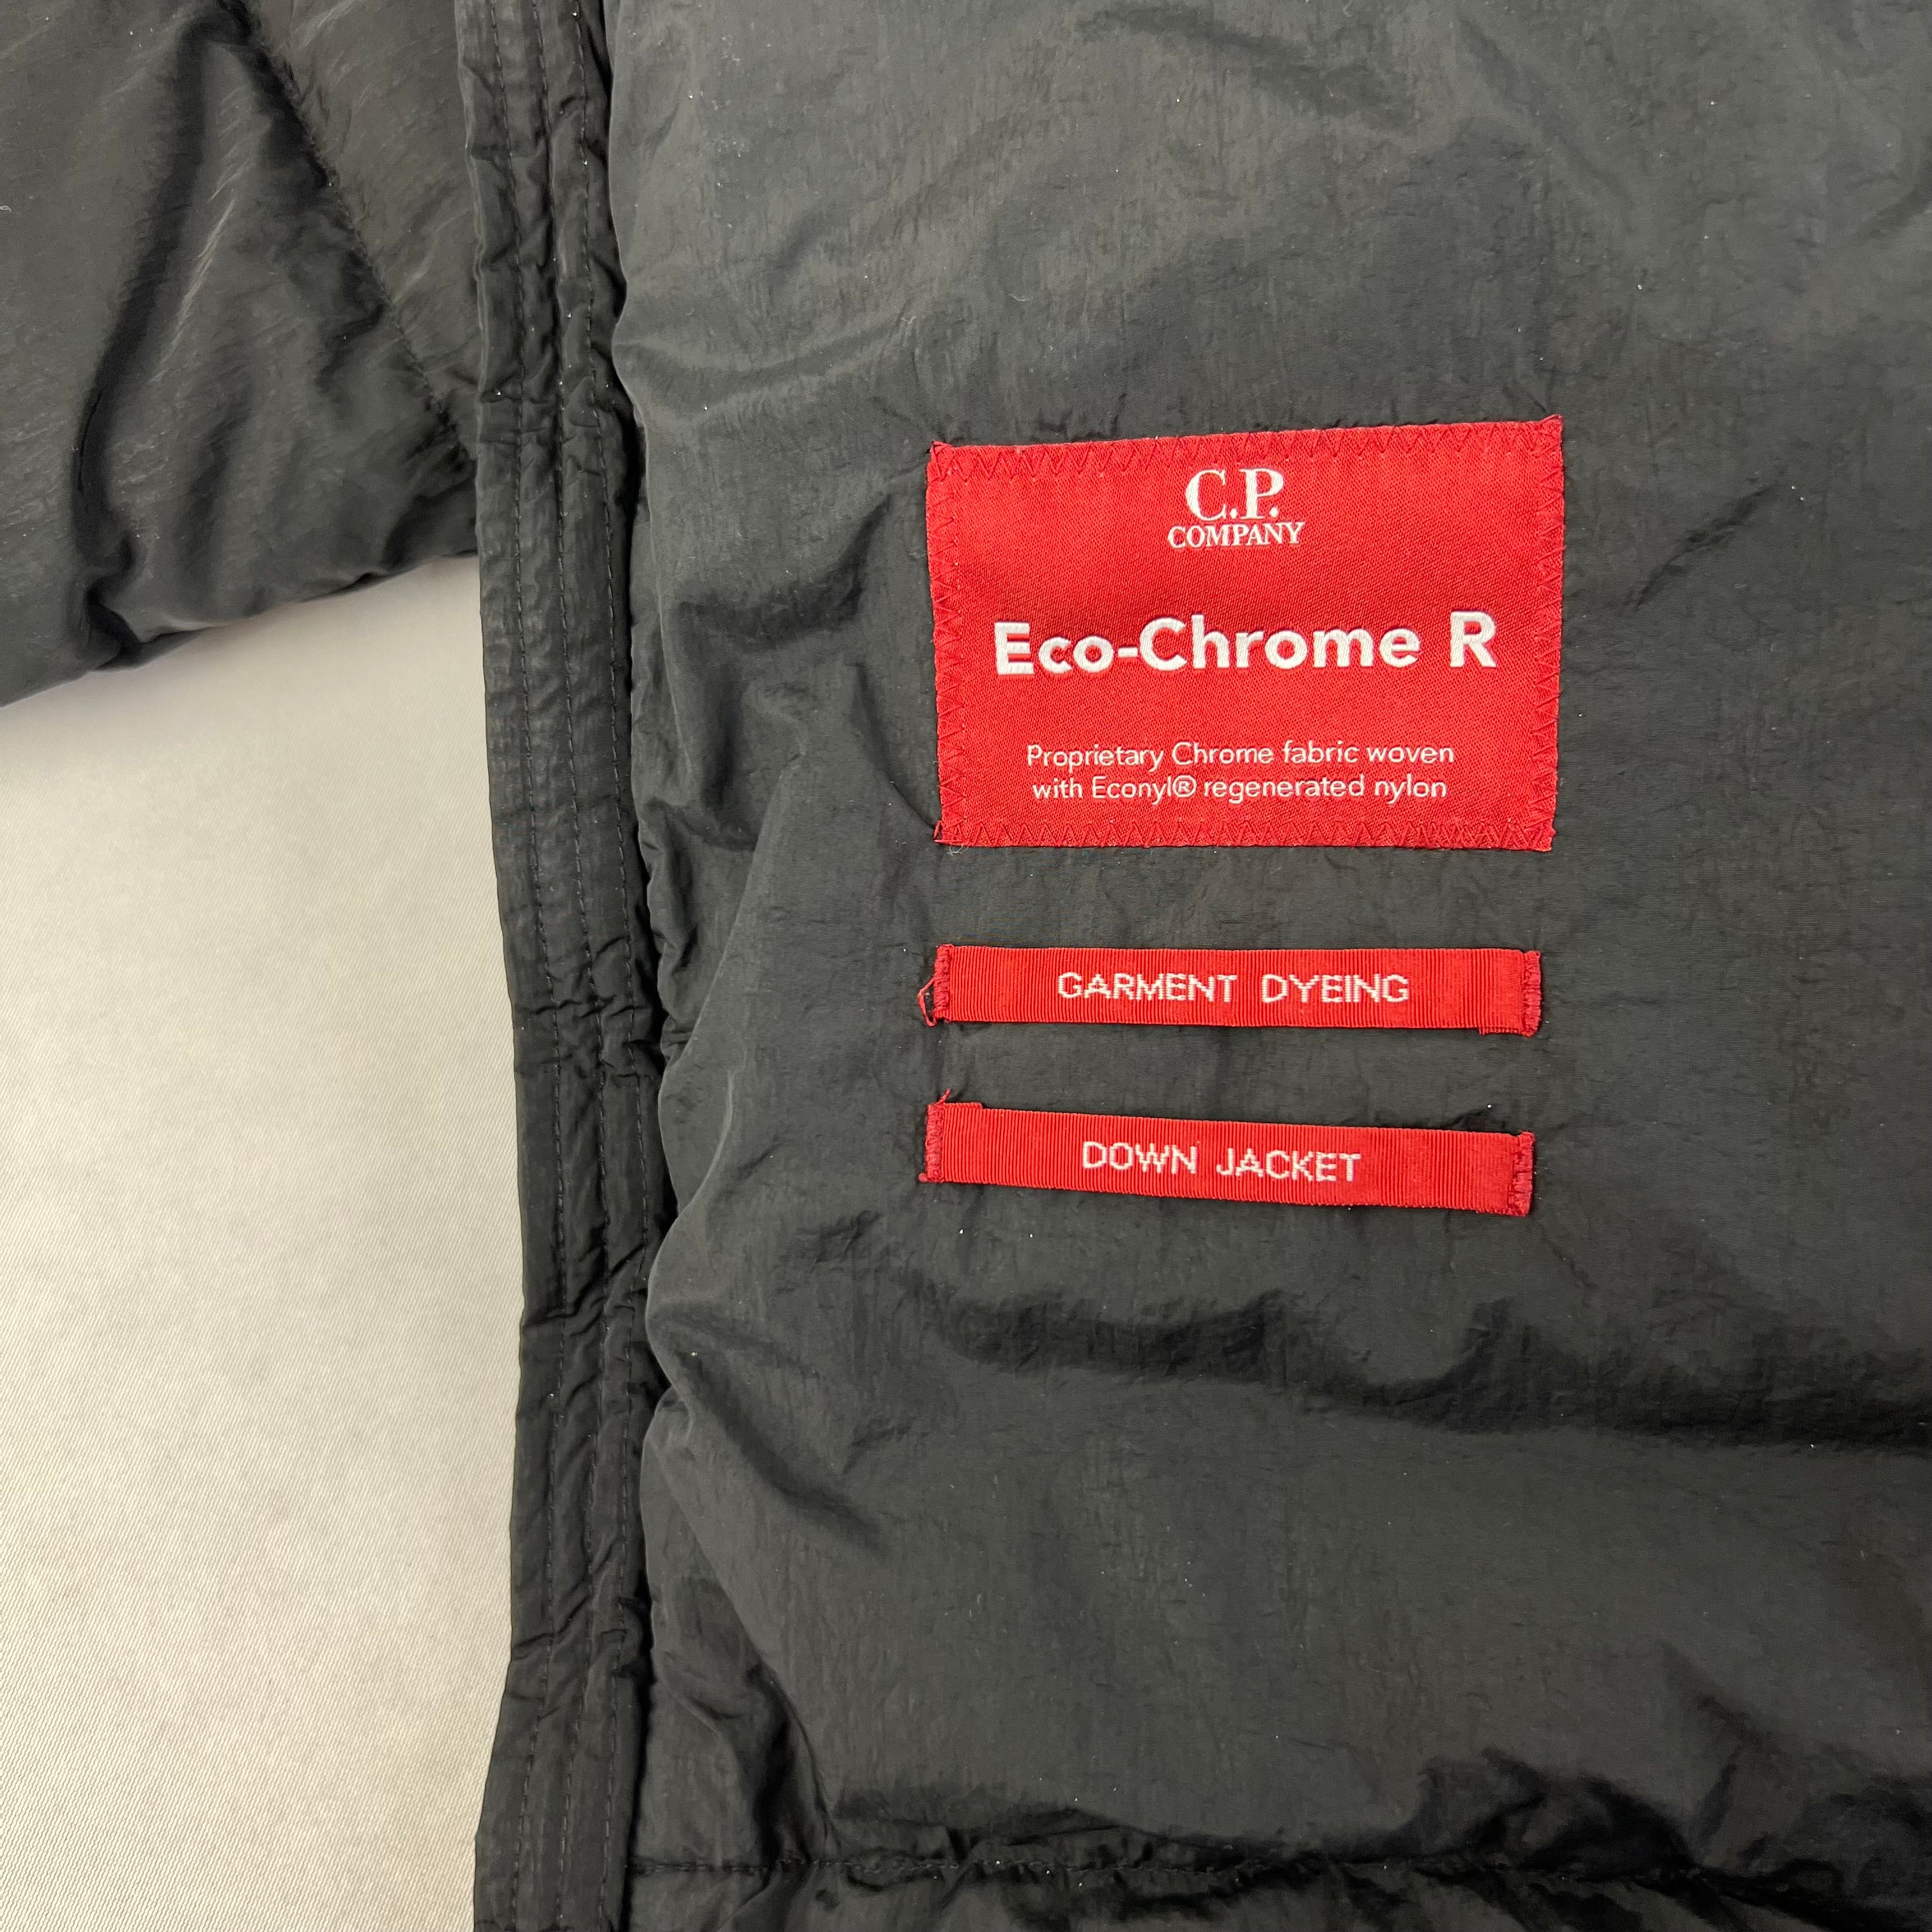 C.P.
COMPANY
Eco-Chrome R
Proprietary Chrome fabric woven
with Econyl® regenerated nylon
GARMENT DYEING
DOWN JACKET